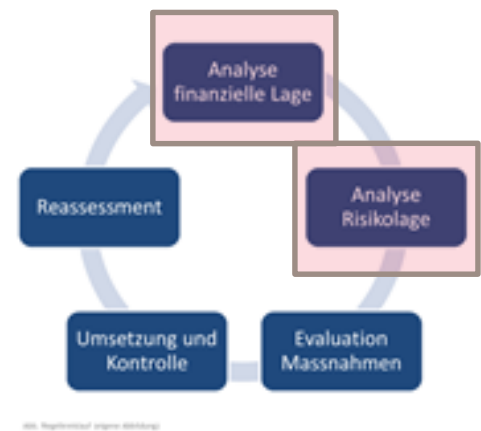 Analyse
finanzielle Lage
Analyse
Risikolage
Evaluation
Massnahmen
Umsetzung und
Kontrolle
Reassessment